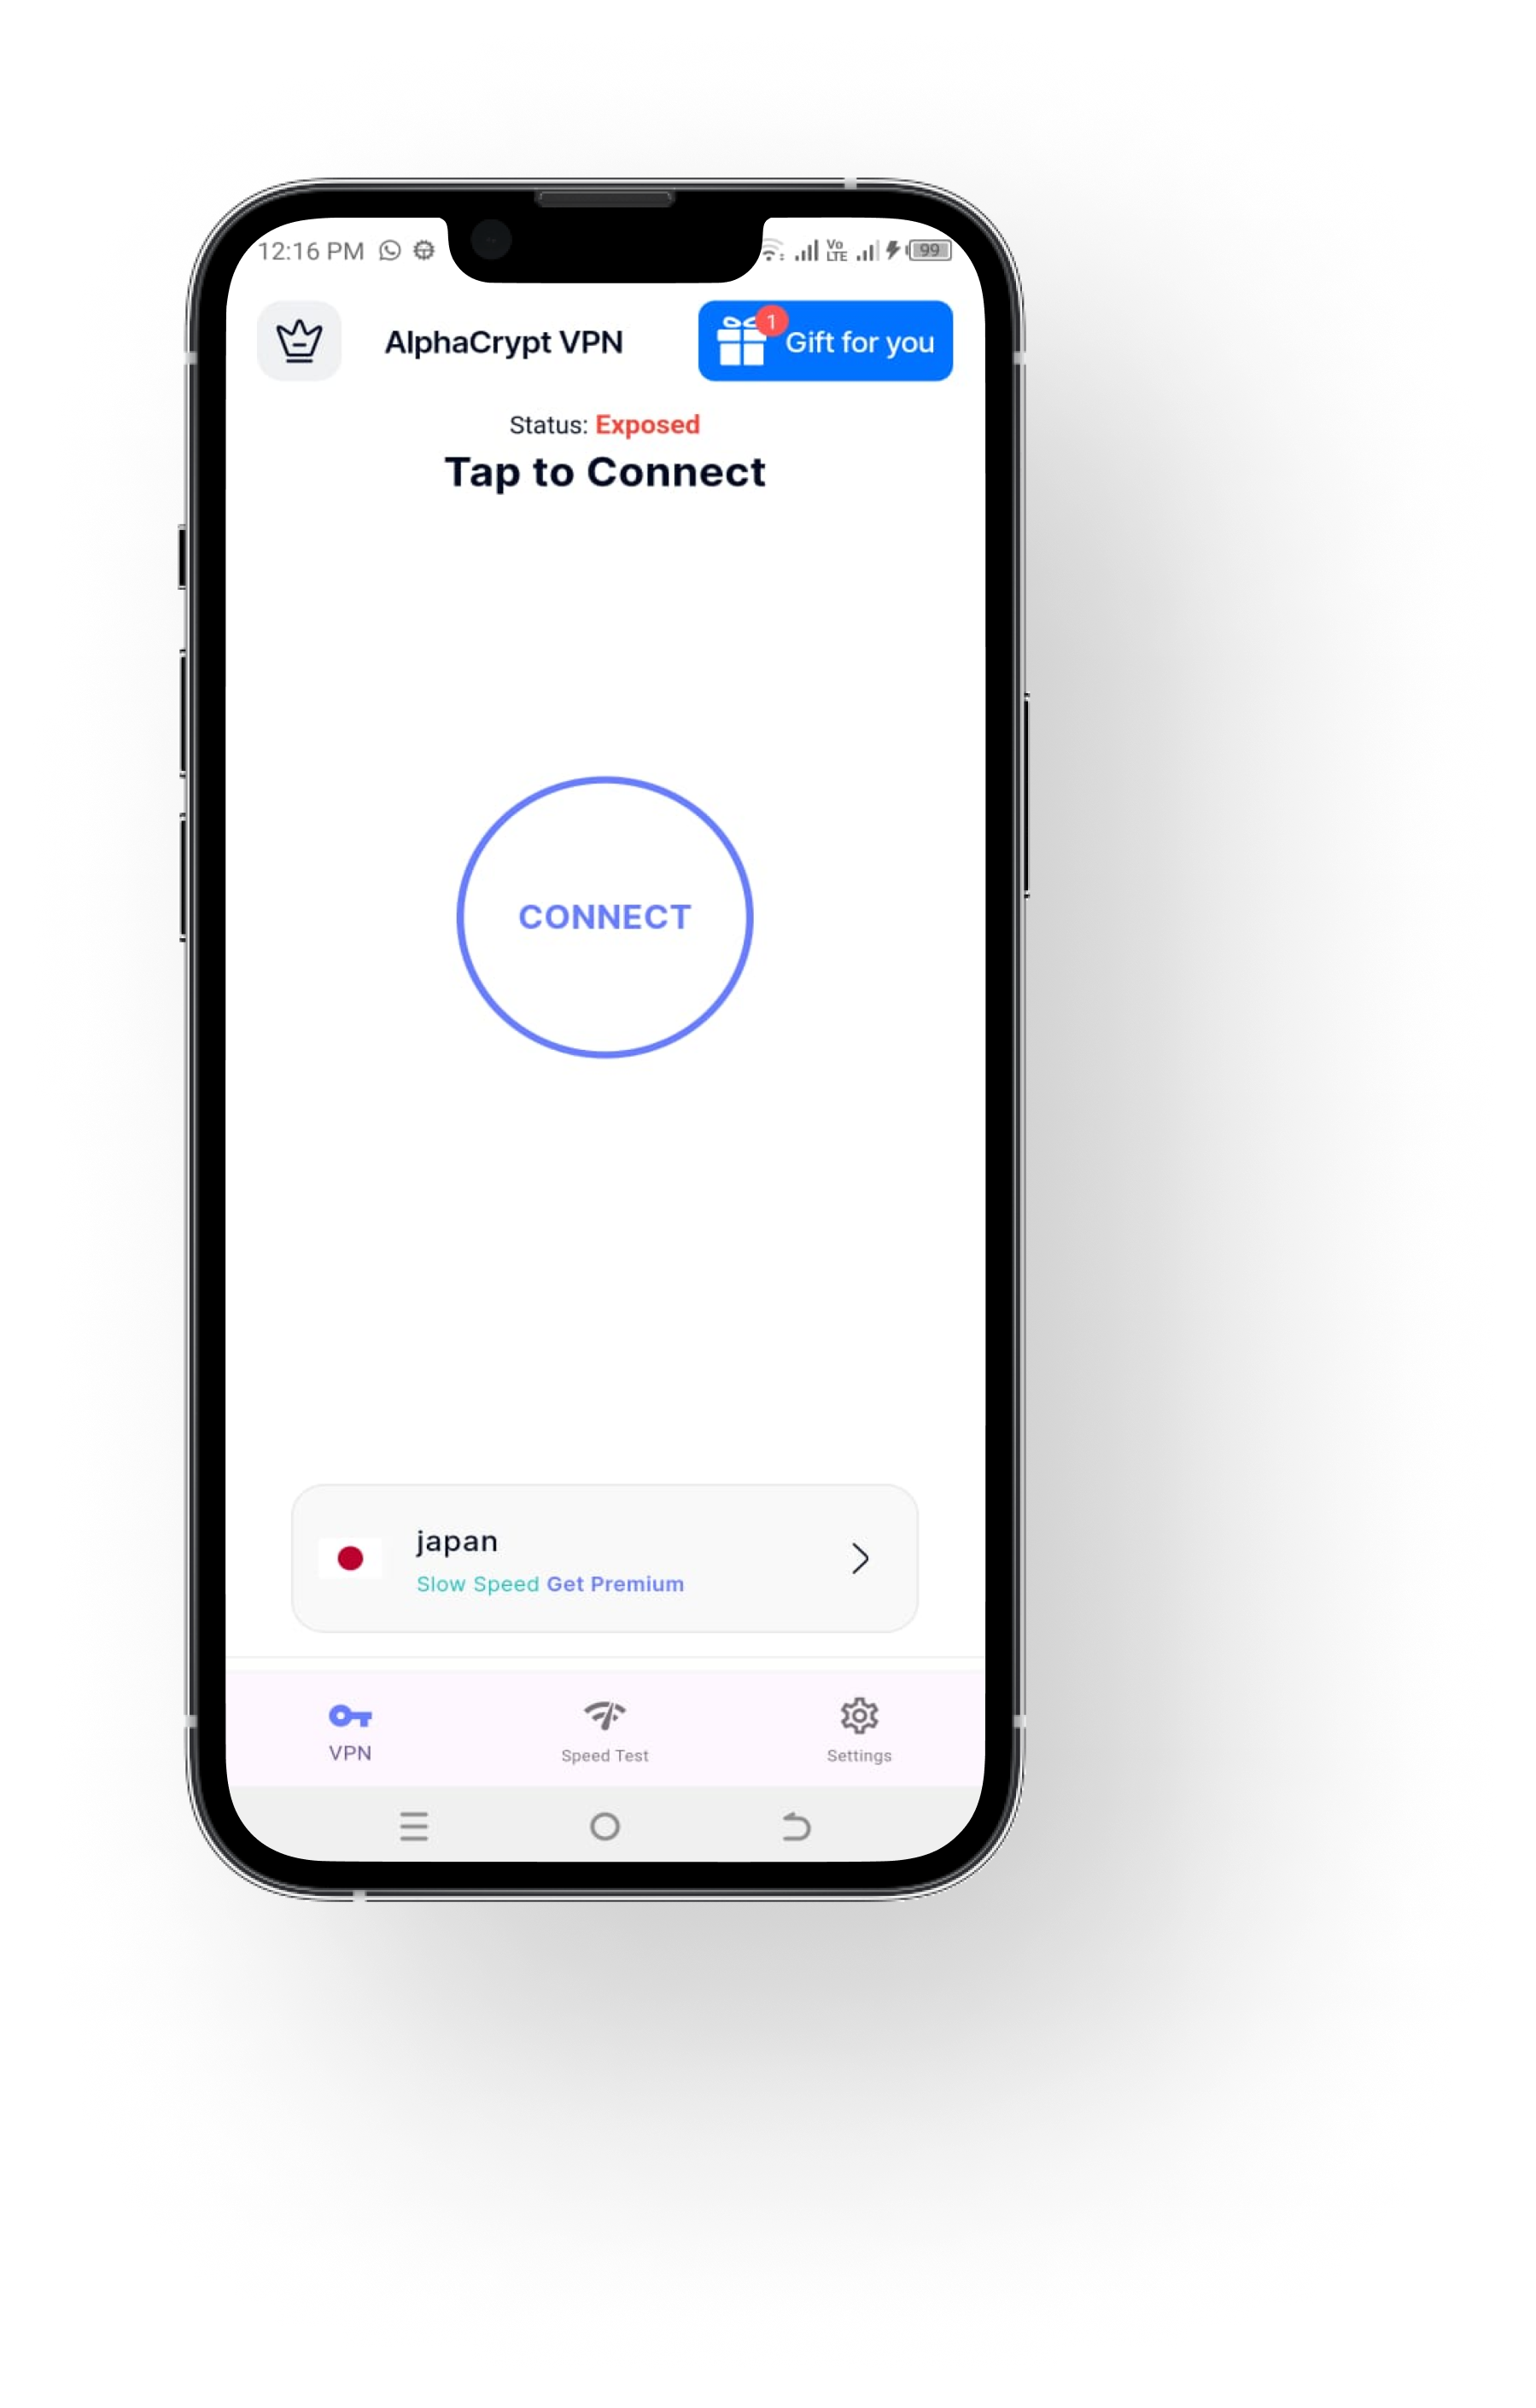 12:16 PM
Vo
LTE
99
AlphaCrypt VPN
1
Gift for you
Status: Exposed
Tap to Connect
CONNECT
japan
Slow Speed Get Premium
VPN
Speed Test
Settings